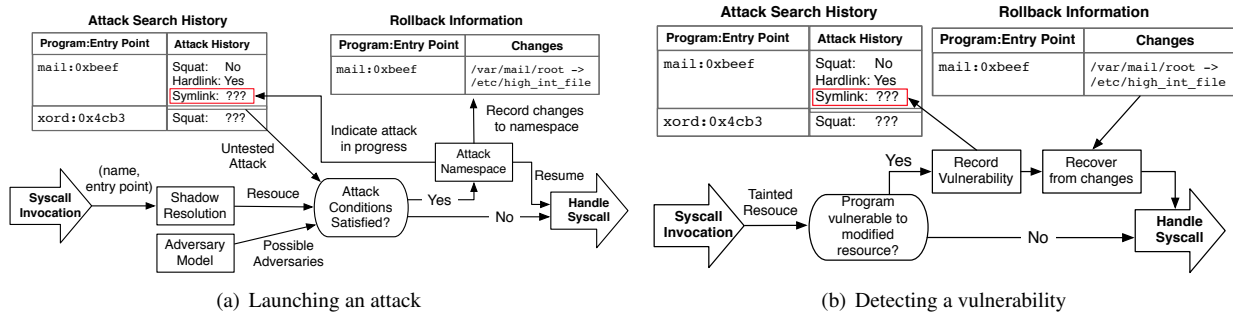 Attack Search History
Program:Entry Point Attack History
mail:0xbeef
Squat: No
Hardlink: Yes
Symlink: ???
xord:0x4cb3 Squat: ???
Rollback Information
Program:Entry Point Changes
mail:0xbeef /var/mail/root ->
/etc/high_int_file
Record changes
to namespace
Indicate attack
in progress
Untested
Attack
Attack
Namespace
Resume
(name,
entry point)
Syscall
Invocation
Shadow
Resolution
Resouce
Attack
Conditions
Satisfied?
Yes
No
Handle
Syscall
Adversary
Model
Possible
Adversaries
(a) Launching an attack
Attack Search History
Program:Entry Point Attack History
mail:0xbeef
Squat: No
Hardlink: Yes
Symlink: ???
xord:0x4cb3 Squat: ???
Rollback Information
Program:Entry Point Changes
mail:0xbeef /var/mail/root ->
/etc/high_int_file
Yes
Record
Vulnerability
Recover
from changes
Syscall
Invocation
Tainted
Resouce
Program
vulnerable to
modified
resource?
No
Handle
Syscall
(b) Detecting a vulnerability